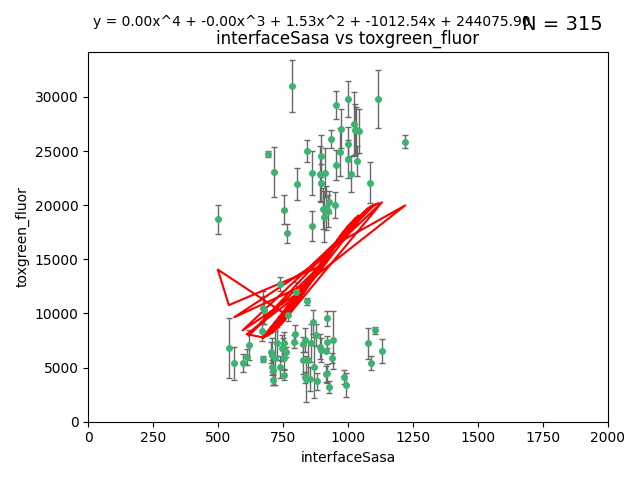 y = 0.00x^4 + -0.00x^3 + 1.53x^2 + -1012.54x + 244075.90
N = 315
interfaceSasa vs toxgreen_fluor
toxgreen_fluor
30000
25000
20000
15000
10000
5000
0
0 250 500 750 1000 1250 1500 1750 2000
interfaceSasa